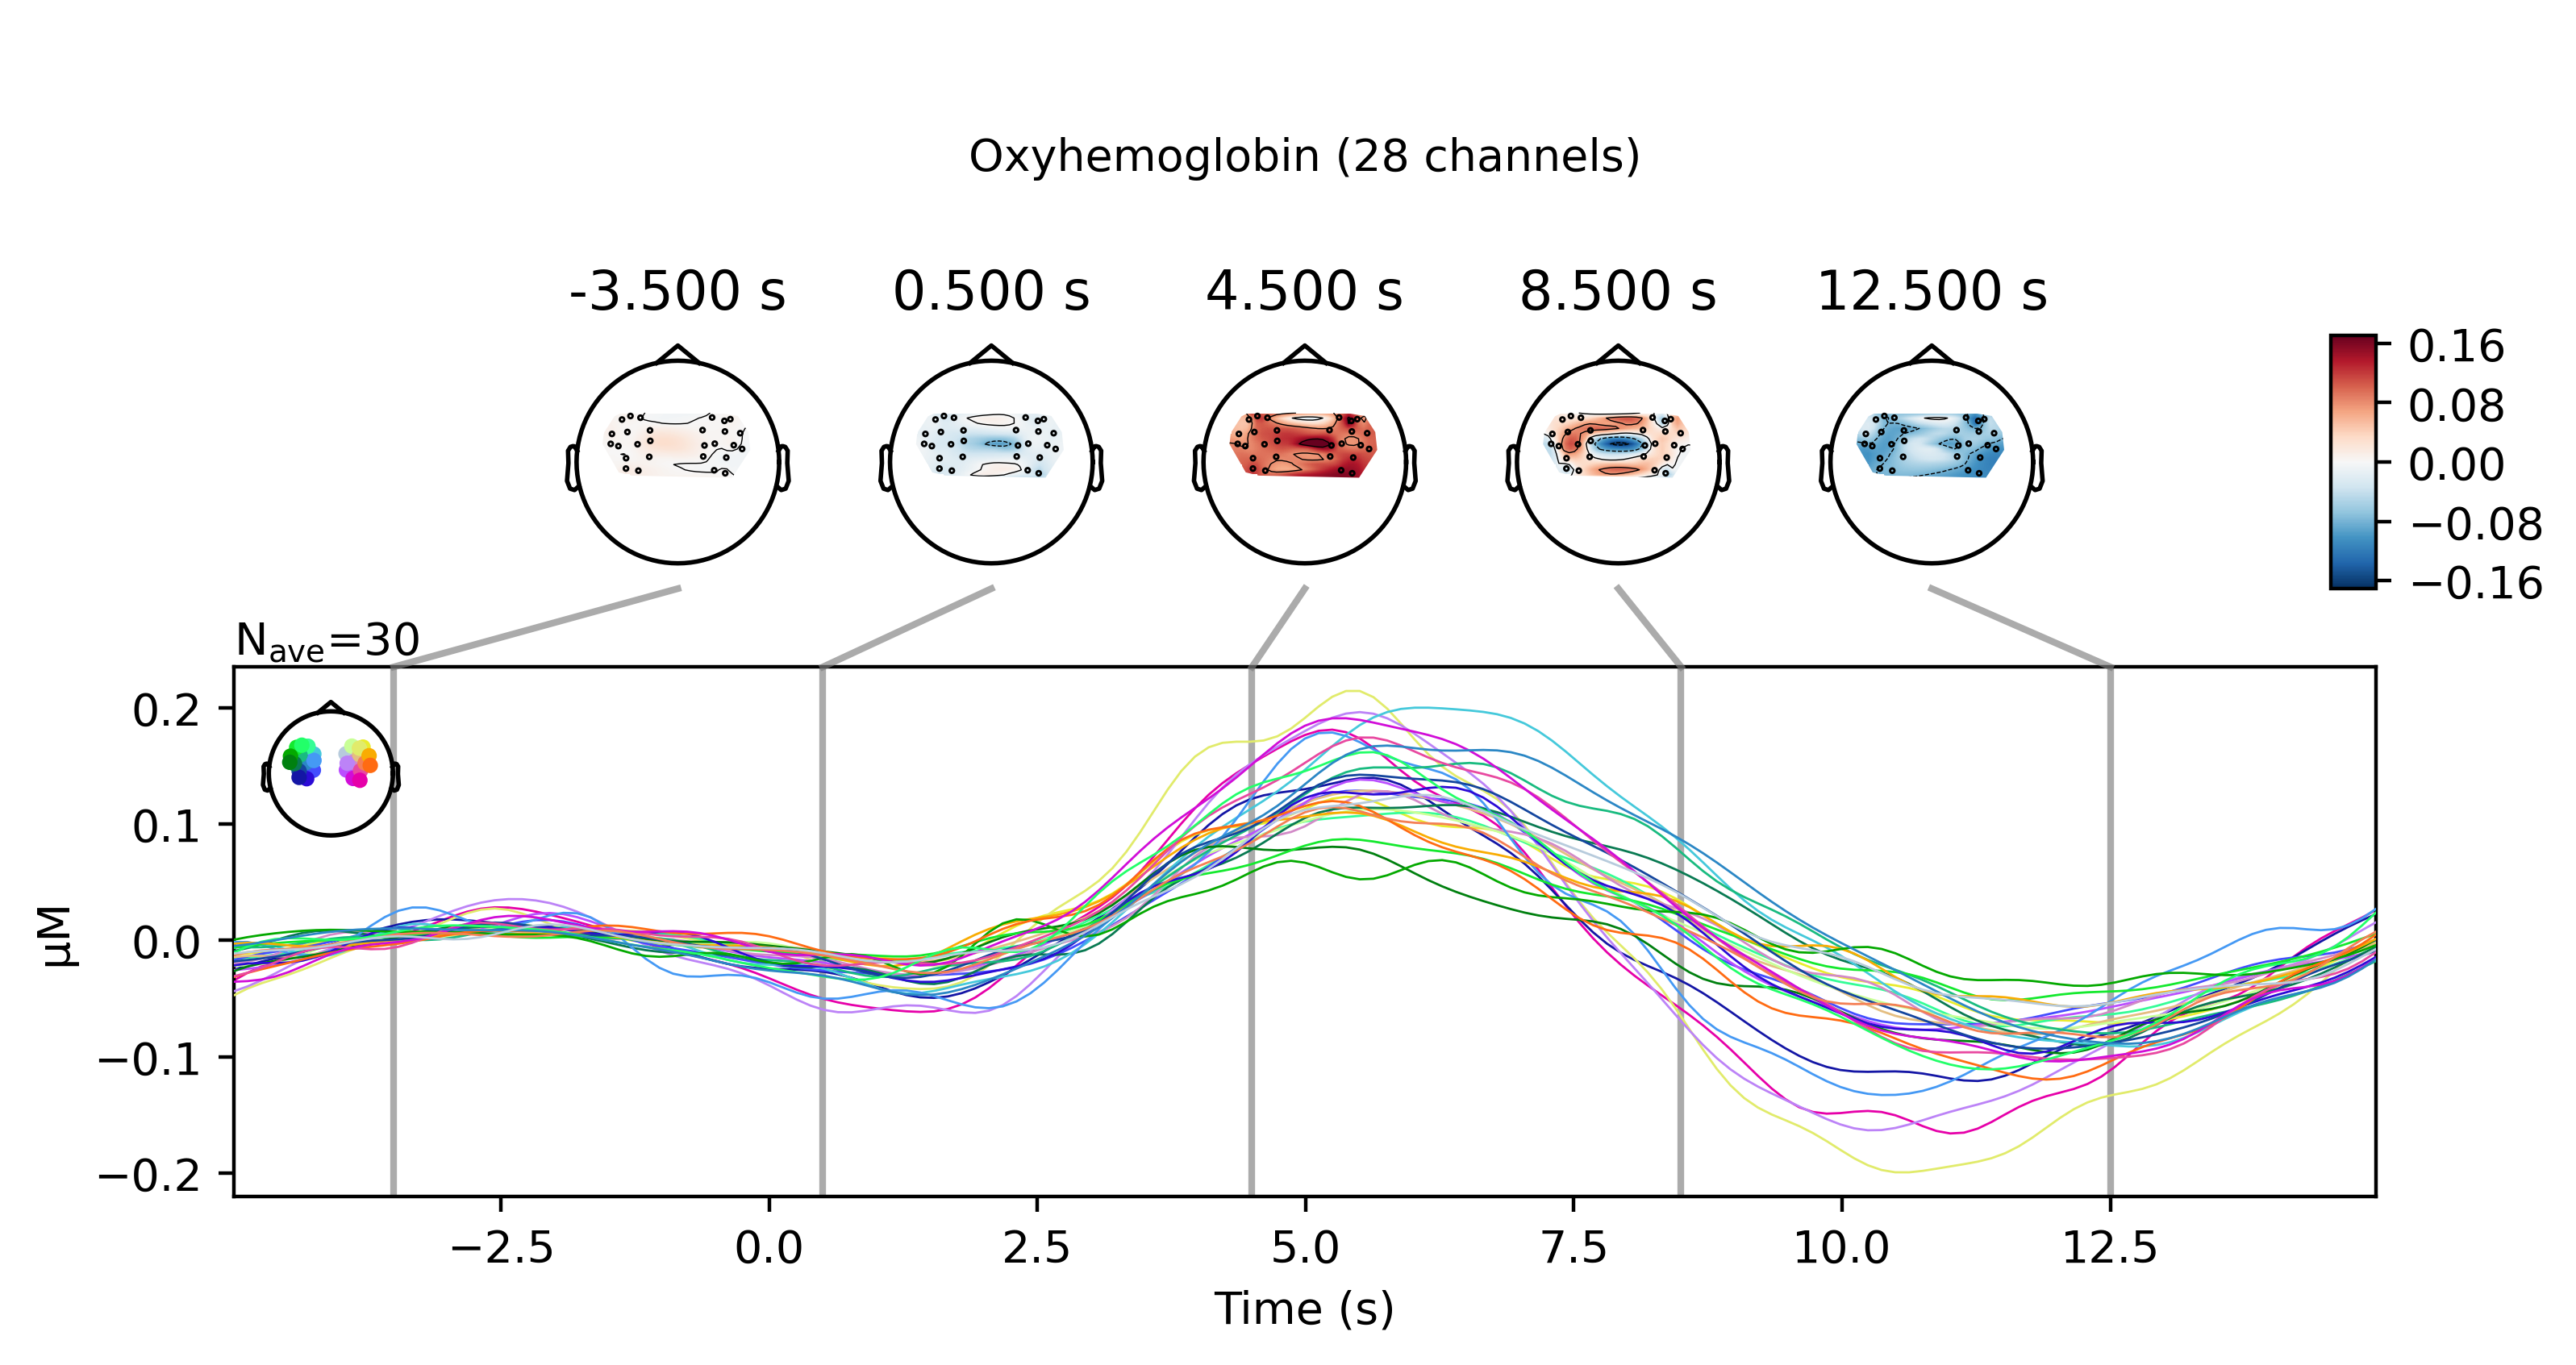 Oxyhemoglobin (28 channels)
-3.500 s 0.500 s 4.500 s 8.500 s 12.500 s
0.16
0.08
0.00
−0.08
−0.16
Nave=30
0.2
0.1
0.0
−0.1
−0.2
µM
−2.5 0.0 2.5 5.0 7.5 10.0 12.5
Time (s)